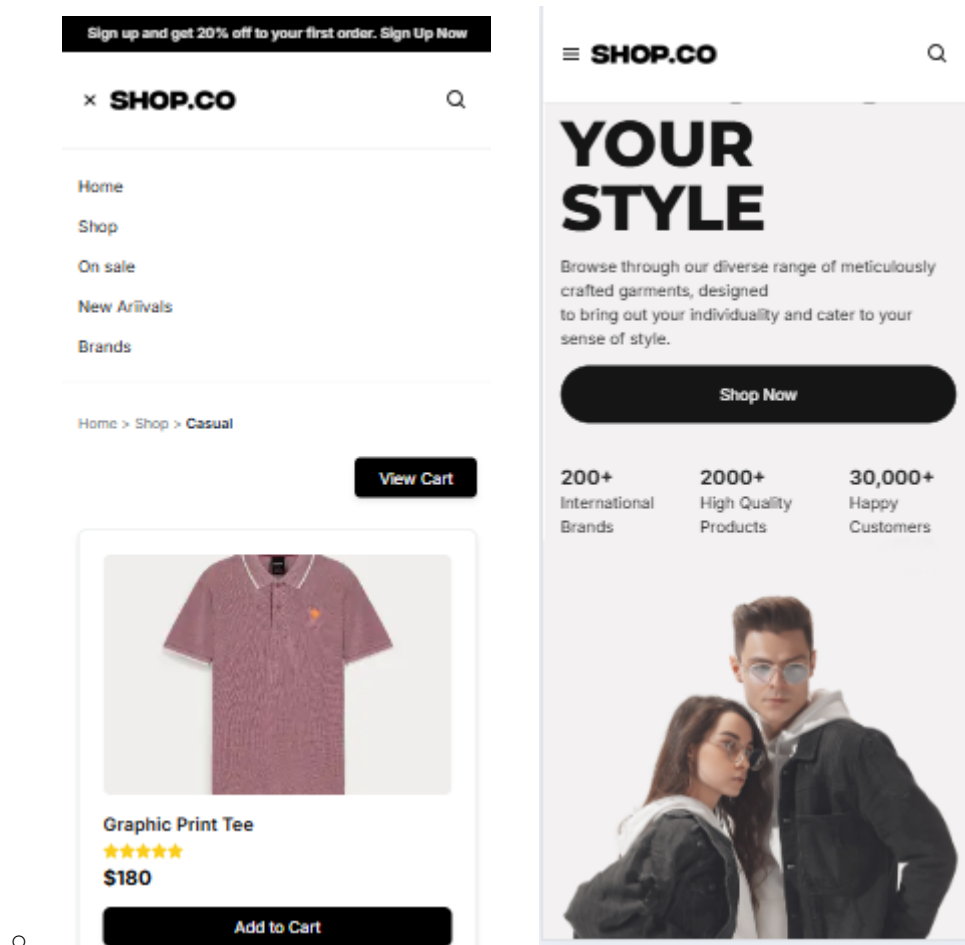 Sign up and get 20% off to your first order. Sign Up Now
× SHOP.CO
Home
Shop
On sale
New Ariivals
Brands
Home > Shop > Casual
View Cart
Graphic Print Tee
$180
Add to Cart
SHOP.CO
YOUR
STYLE
Browse through our diverse range of meticulously
crafted garments, designed
to bring out your individuality and cater to your
sense of style.
Shop Now
200+ 2000+ 30,000+
International High Quality Happy
Brands Products Customers